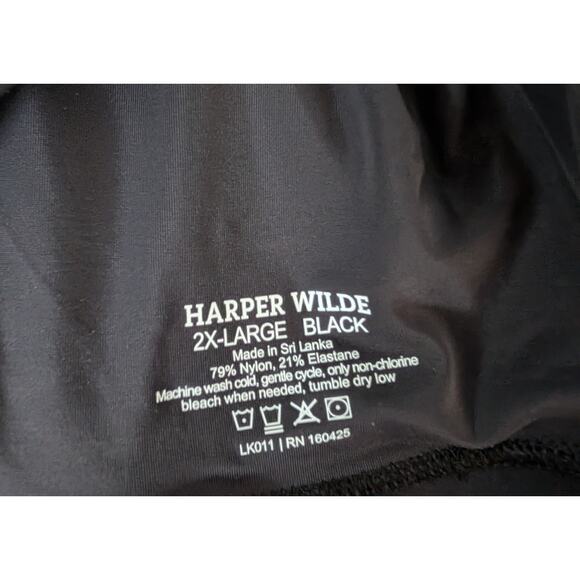 HARPER WILDE
2X-LARGE BLACK
Made in Sri Lanka
79% Nylon, 21% Elastane
Machine wash cold, gentle cycle, only non-chlorine
bleach when needed, tumble dry low
LK011 | RN 160425